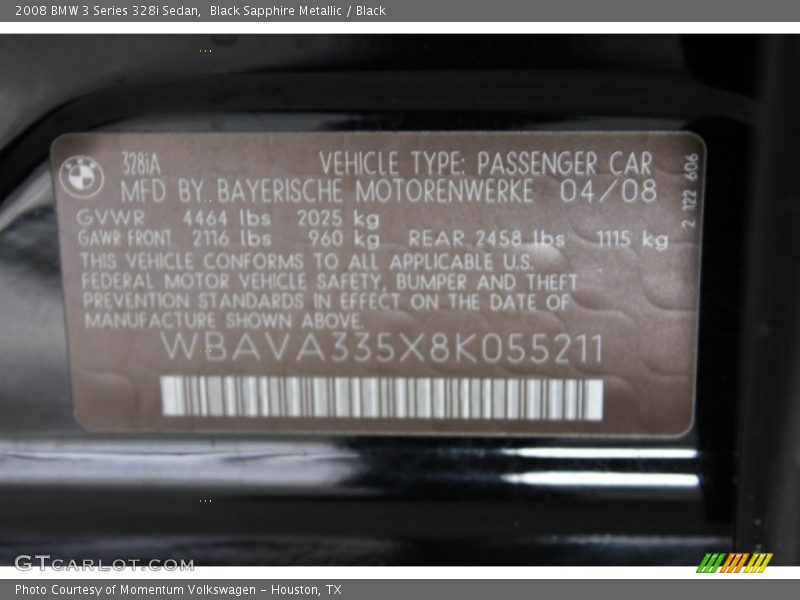 2008 BMW 3 Series 328i Sedan,  Black Sapphire Metallic / Black
BMW
328iA
VEHICLE TYPE: PASSENGER CAR
MFD BY BAYERISCHE MOTORENWERKE 04/08
GVWR 4464 lbs 2025 kg
GAWR FRONT 2116 lbs 960 kg REAR 2458 lbs 1115 kg
THIS VEHICLE CONFORMS TO ALL APPLICABLE U.S.
FEDERAL MOTOR VEHICLE SAFETY, BUMPER AND THEFT
PREVENTION STANDARDS IN EFFECT ON THE DATE OF
MANUFACTURE SHOWN ABOVE
WBAVA335X8K055211
2 122 606
GTcarlot.com
Photo Courtesy of Momentum Volkswagen – Houston, TX